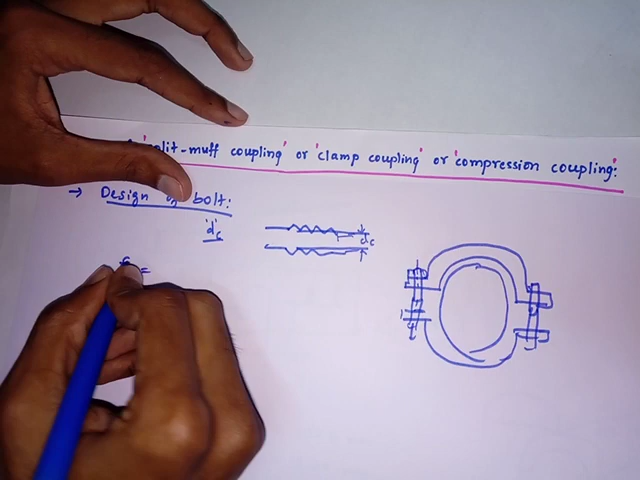 'split-muff coupling' or 'clamp coupling' or 'compression coupling':
→ Design of bolt:
'dc'
dc
=